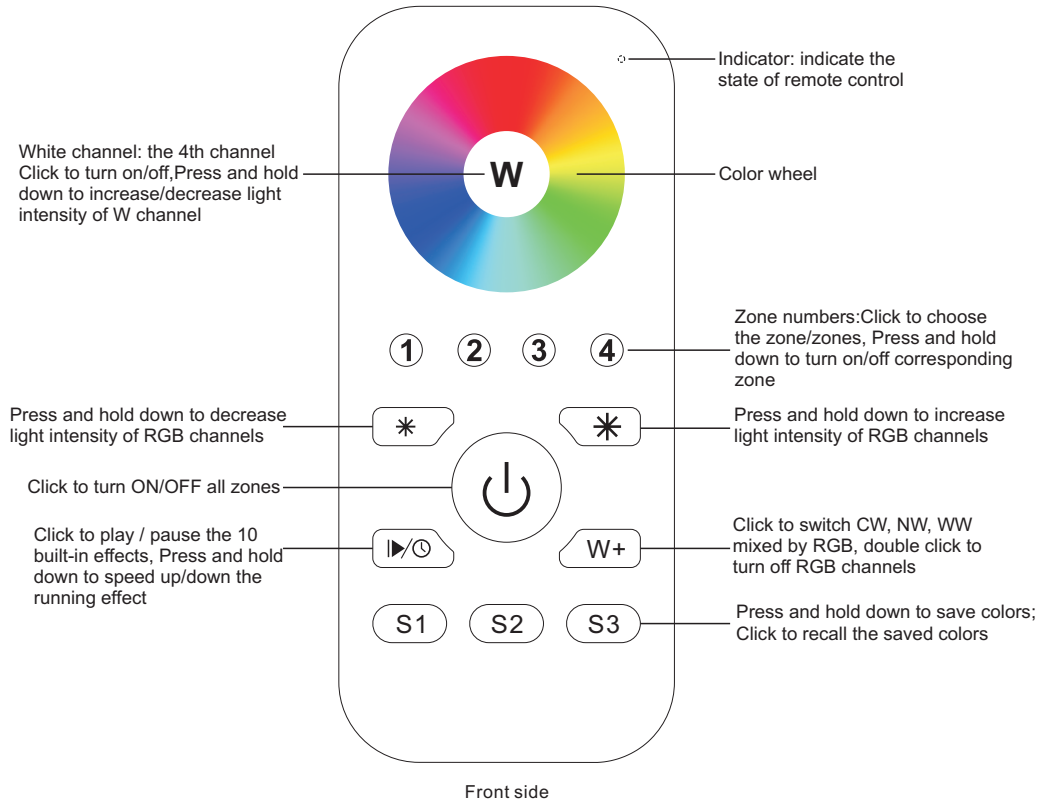 Indicator: indicate the
state of remote control
White channel: the 4th channel
Click to turn on/off,Press and hold
down to increase/decrease light
intensity of W channel
W
Color wheel
Zone numbers:Click to choose
the zone/zones, Press and hold
down to turn on/off corresponding
zone
1 2 3 4
Press and hold down to decrease
light intensity of RGB channels
Press and hold down to increase
light intensity of RGB channels
Click to turn ON/OFF all zones
Click to play / pause the 10
built-in effects, Press and hold
down to speed up/down the
running effect
W+
Click to switch CW, NW, WW
mixed by RGB, double click to
turn off RGB channels
S1 S2 S3
Press and hold down to save colors;
Click to recall the saved colors
Front side